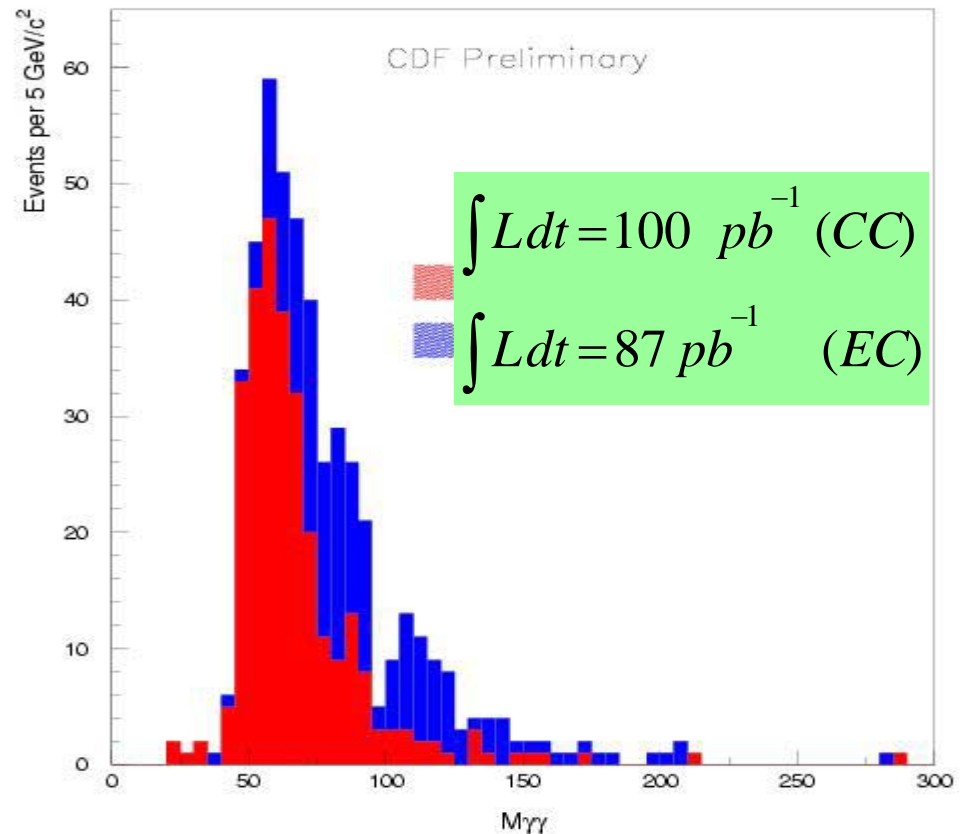 Events per 5 GeV/c²
CDF Preliminary
60
50
40
30
20
10
0
∫Ldt=100 pb⁻¹ (CC)
∫Ldt=87 pb⁻¹ (EC)
0 50 100 150 200 250 300
Mγγ